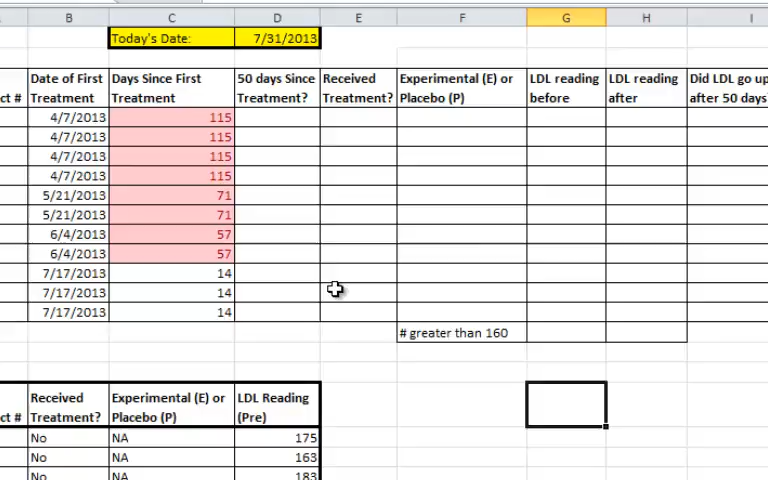 B C D E F G H I
Today's Date: 7/31/2013
Date of First Days Since First 50 days Since Received Experimental (E) or LDL reading LDL reading Did LDL go up
ct # Treatment Treatment Treatment? Treatment? Placebo (P) before after after 50 days
4/7/2013 115
4/7/2013 115
4/7/2013 115
4/7/2013 115
5/21/2013 71
5/21/2013 71
6/4/2013 57
6/4/2013 57
7/17/2013 14
7/17/2013 14
7/17/2013 14
# greater than 160
Received Experimental (E) or LDL Reading
ct # Treatment? Placebo (P) (Pre)
No NA 175
No NA 163
No NA 183